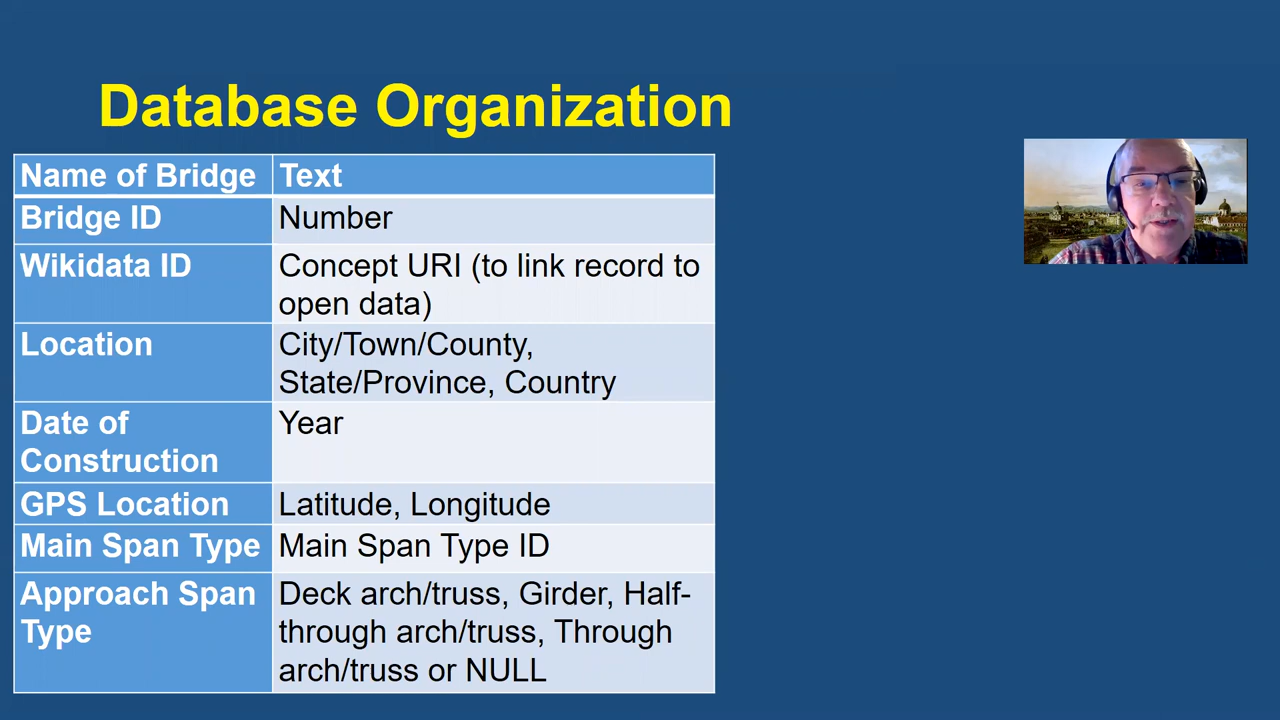 Database Organization
Name of Bridge Text
Bridge ID Number
Wikidata ID Concept URI (to link record to
open data)
Location City/Town/County,
State/Province, Country
Date of Year
Construction
GPS Location Latitude, Longitude
Main Span Type Main Span Type ID
Approach Span Deck arch/truss, Girder, Half-
Type through arch/truss, Through
arch/truss or NULL